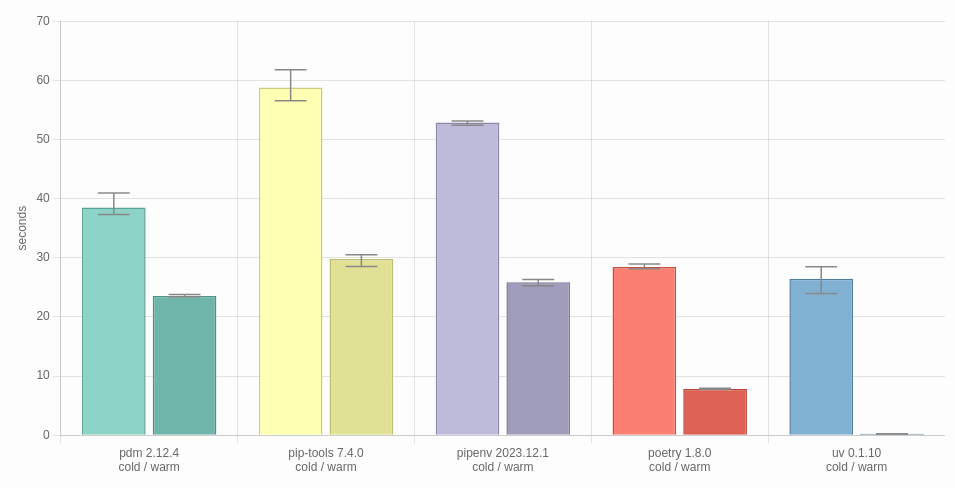 70
60
50
40
30
20
10
0
seconds
pdm 2.12.4
cold / warm
pip-tools 7.4.0
cold / warm
pipenv 2023.12.1
cold / warm
poetry 1.8.0
cold / warm
uv 0.1.10
cold / warm